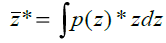 z̅* = ∫p(z) * zdz